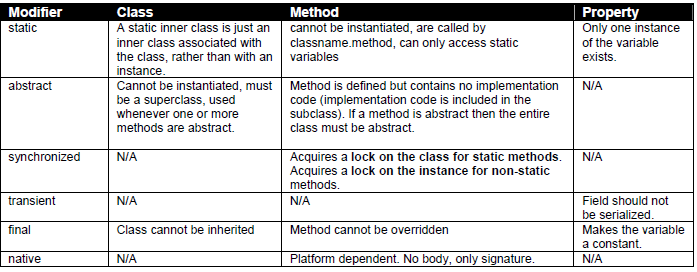 Modifier Class Method Property
static A static inner class is just an cannot be instantiated, are called by Only one instance
inner class associated with classname.method, can only access static of the variable
the class, rather than with an variables exists.
instance.
abstract Cannot be instantiated, must Method is defined but contains no implementation N/A
be a superclass, used code (implementation code is included in the
whenever one or more subclass). If a method is abstract then the entire
methods are abstract. class must be abstract.
synchronized N/A Acquires a lock on the class for static methods. N/A
Acquires a lock on the instance for non-static
methods.
transient N/A N/A Field should not
be serialized.
final Class cannot be inherited Method cannot be overridden Makes the variable
a constant.
native N/A Platform dependent. No body, only signature. N/A